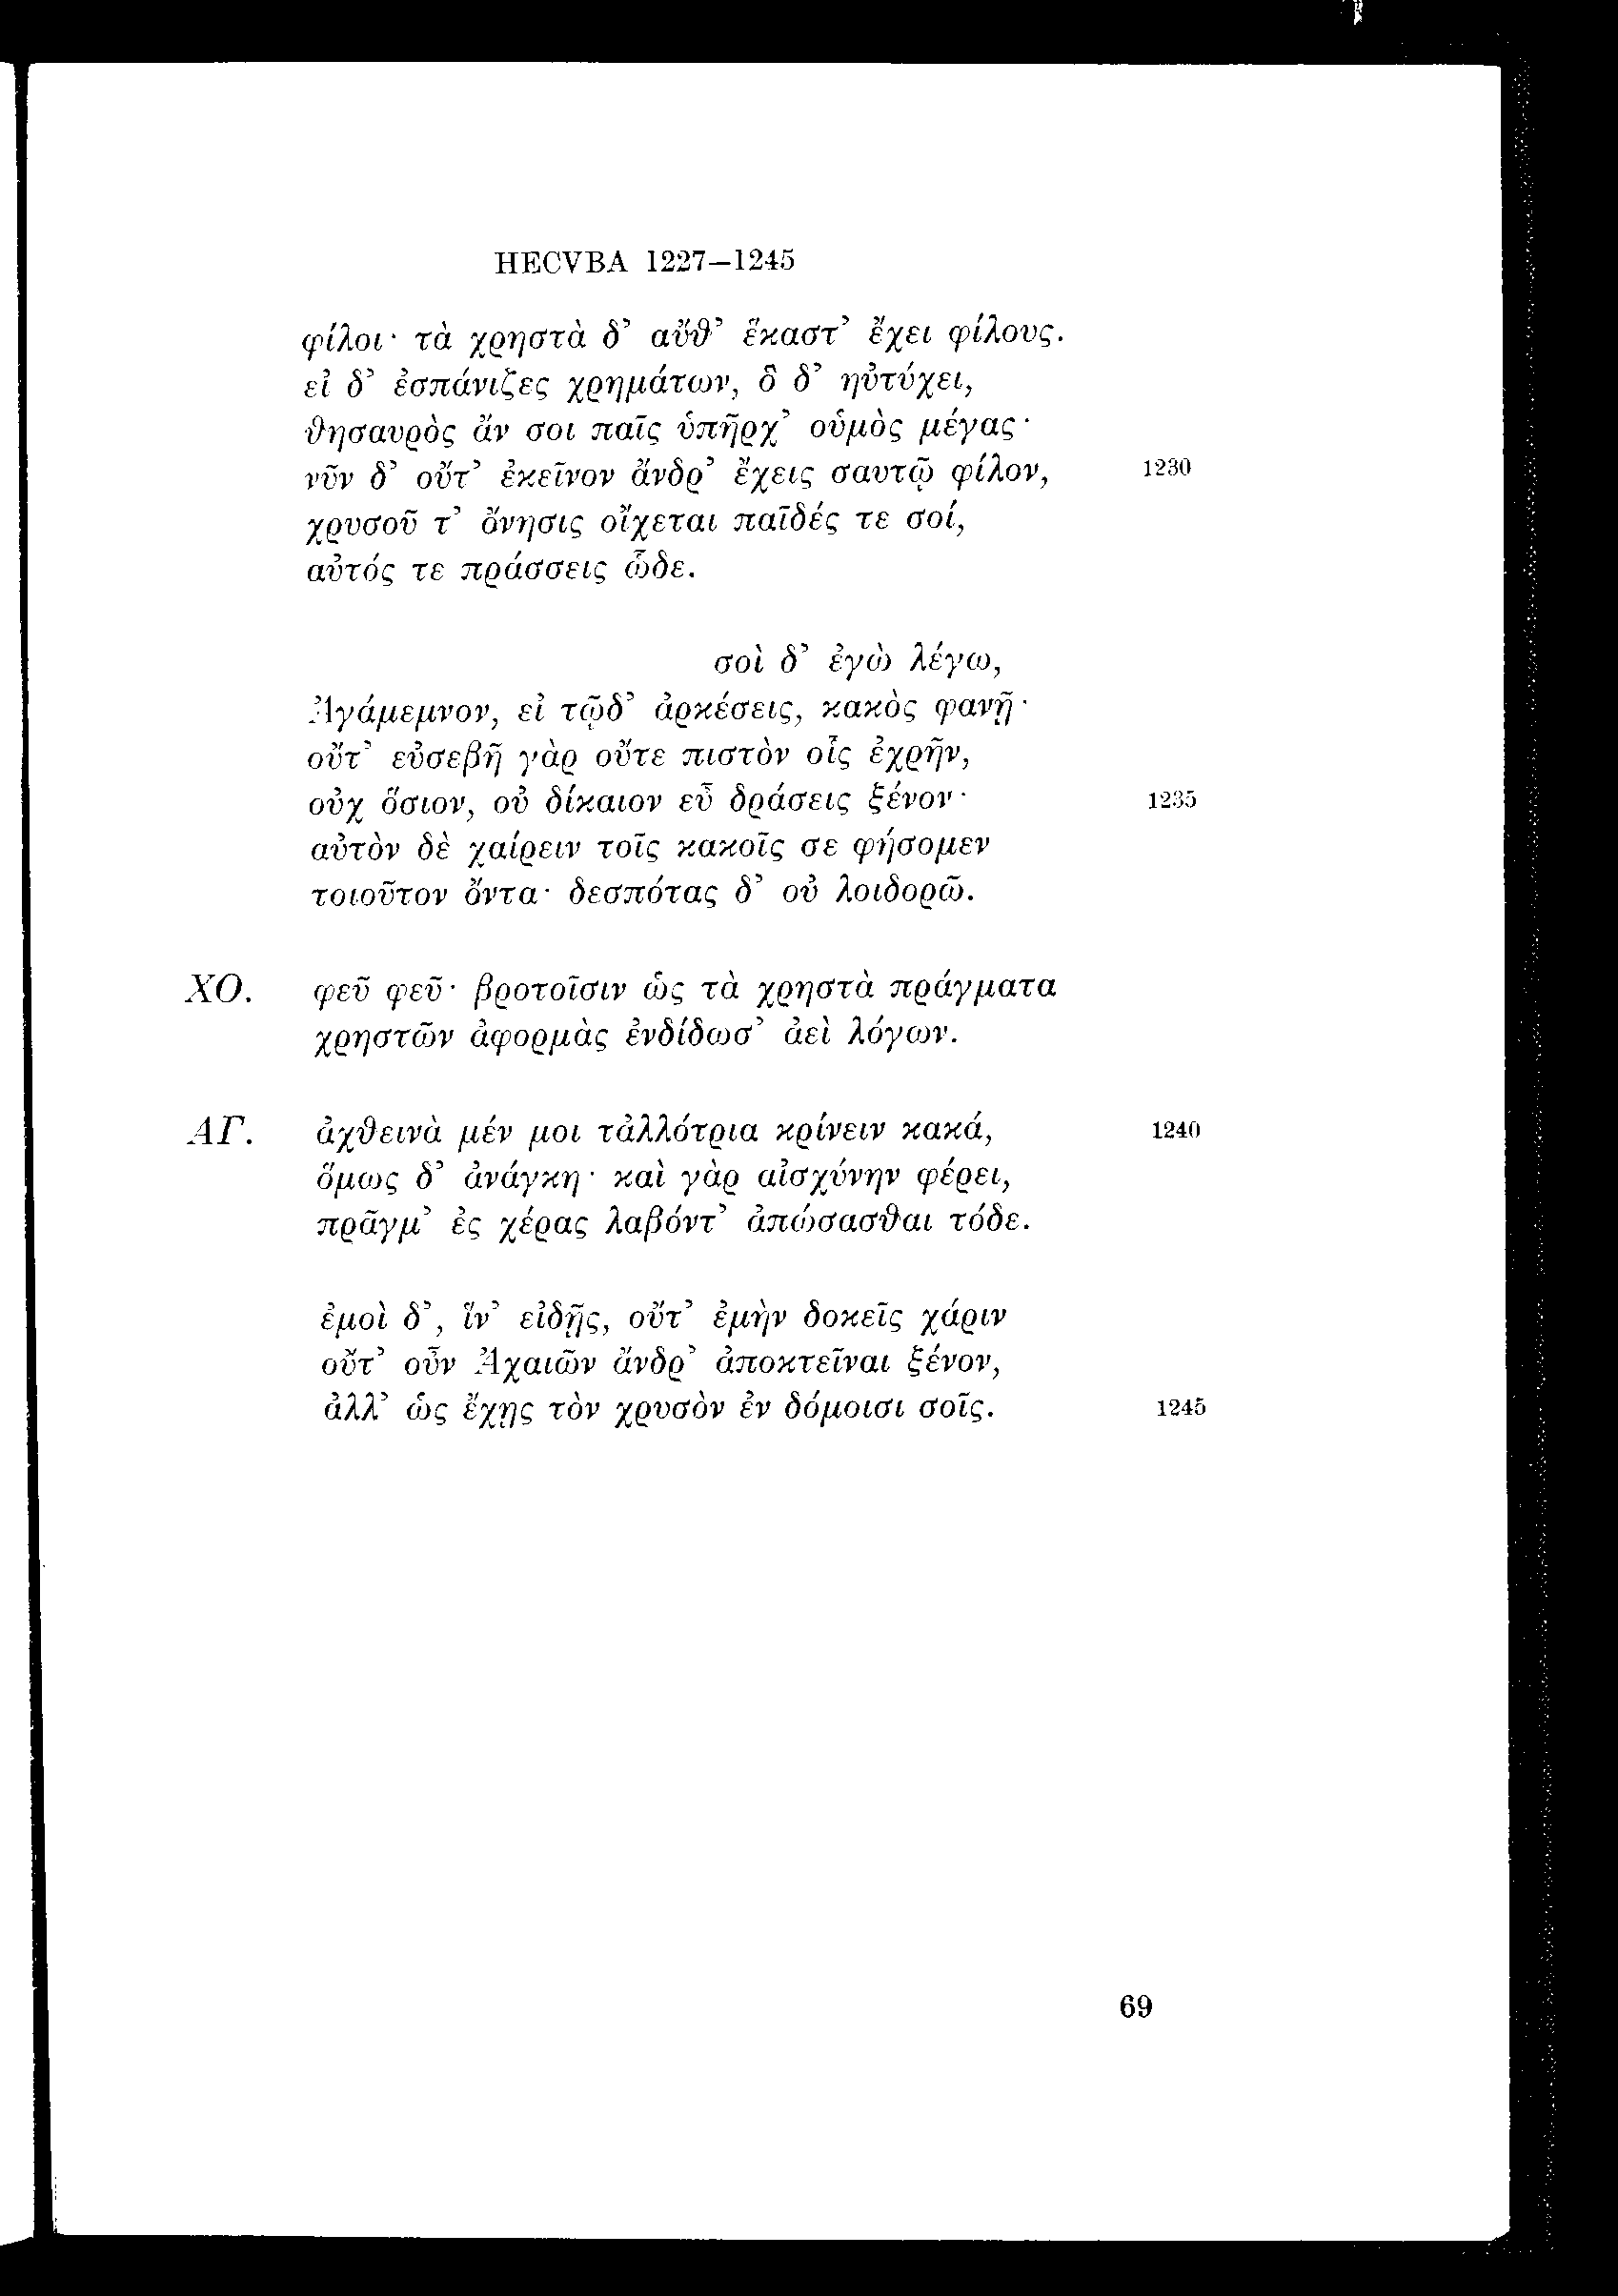 HECVBA 1227–1245
φίλοι· τὰ χρηστὰ δ’ αὔθ’ ἕκαστ’ ἔχει φίλους.
εἰ δ’ ἐσπάνιζες χρημάτων, ὃ δ’ ηὐτύχει,
θησαυρὸς ἄν σοι παῖς ὑπῆρχ’ οὑμὸς μέγας·
νῦν δ’ οὔτ’ ἐκεῖνον ἄνδρ’ ἔχεις σαυτῷ φίλον, 1230
χρυσοῦ τ’ ὄνησις οἴχεται παῖδές τε σοί,
αὐτός τε πράσσεις ὧδε.
σοὶ δ’ ἐγὼ λέγω,
Ἀγάμεμνον, εἰ τῷδ’ ἀρκέσεις, κακὸς φανῇ·
οὔτ’ εὐσεβῆ γὰρ οὔτε πιστὸν οἷς ἐχρῆν,
οὐχ ὅσιον, οὐ δίκαιον εὖ δράσεις ξένον· 1235
αὐτὸν δὲ χαίρειν τοῖς κακοῖς σε φήσομεν
τοιοῦτον ὄντα· δεσπότας δ’ οὐ λοιδορῶ.
ΧΟ. φεῦ φεῦ· βροτοῖσιν ὡς τὰ χρηστὰ πράγματα
χρηστῶν ἀφορμὰς ἐνδίδωσ’ ἀεὶ λόγων.
ΑΓ. ἀχθεινὰ μέν μοι τἀλλότρια κρίνειν κακά, 1240
ὅμως δ’ ἀνάγκη· καὶ γὰρ αἰσχύνην φέρει,
πρᾶγμ’ ἐς χέρας λαβόντ’ ἀπώσασθαι τόδε.
ἐμοὶ δ’, ἵν’ εἰδῇς, οὔτ’ ἐμὴν δοκεῖς χάριν
οὔτ’ οὖν Ἀχαιῶν ἄνδρ’ ἀποκτεῖναι ξένον,
ἀλλ’ ὡς ἔχῃς τὸν χρυσὸν ἐν δόμοισι σοῖς. 1245
69